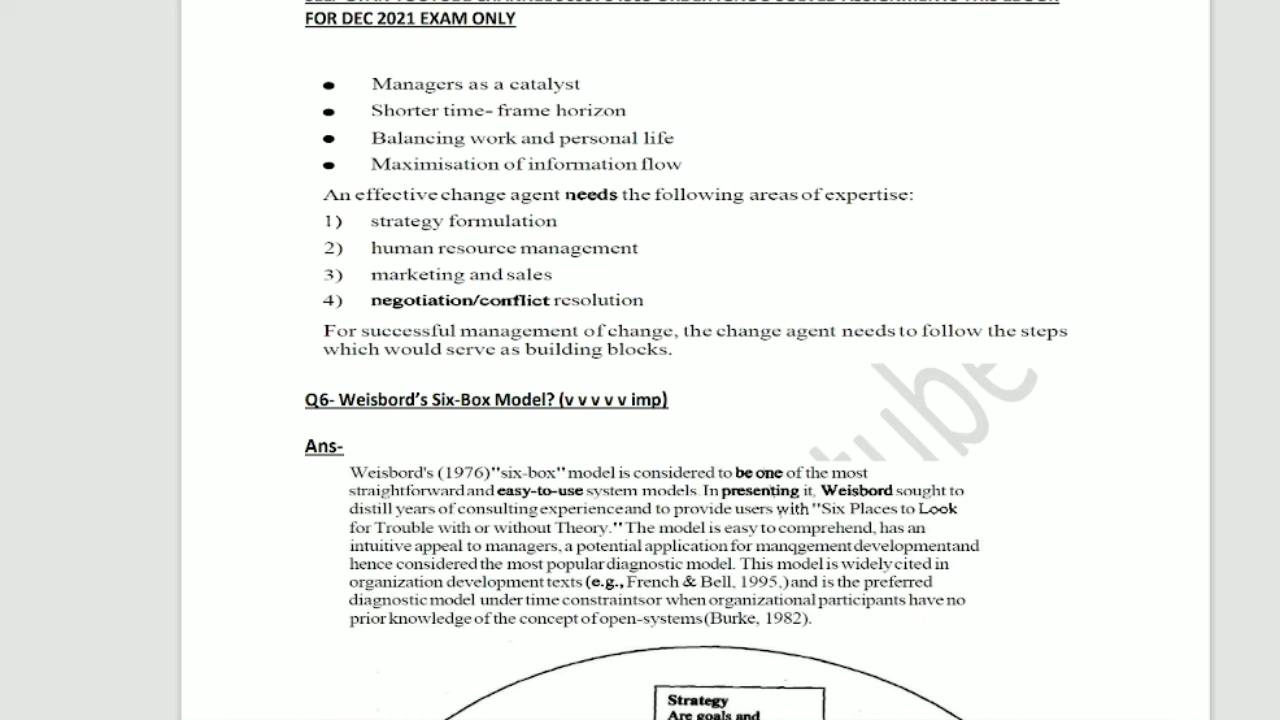 FOR DEC 2021 EXAM ONLY
● Managers as a catalyst
● Shorter time- frame horizon
● Balancing work and personal life
● Maximisation of information flow
An effective change agent needs the following areas of expertise:
1) strategy formulation
2) human resource management
3) marketing and sales
4) negotiation/conflict resolution
For successful management of change, the change agent needs to follow the steps
which would serve as building blocks.
tube
Q6- Weisbord's Six-Box Model? (v v v v v imp)
Ans-
Weisbord's (1976) "six-box" model is considered to be one of the most
straightforward and easy-to-use system models. In presenting it, Weisbord sought to
distill years of consulting experience and to provide users with "Six Places to Look
for Trouble with or without Theory." The model is easy to comprehend, has an
intuitive appeal to managers, a potential application for manqgement development and
hence considered the most popular diagnostic model. This model is widely cited in
organization development texts (e.g., French & Bell, 1995,) and is the preferred
diagnostic model under time constraints or when organizational participants have no
prior knowledge of the concept of open-systems (Burke, 1982).
Strategy
Are goals and